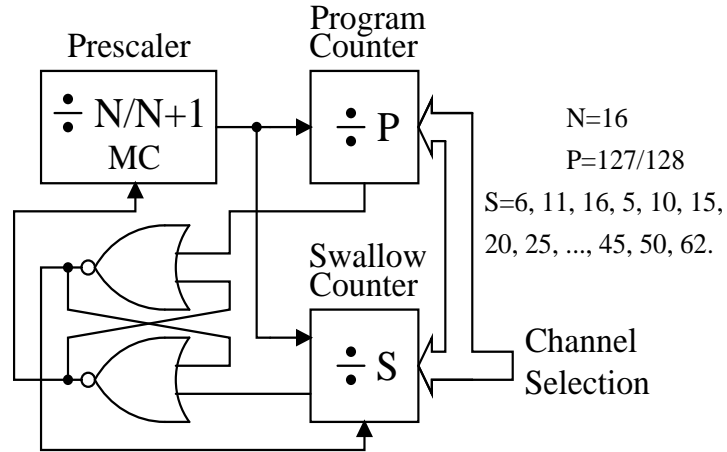 Prescaler
Program
Counter
÷ N/N+1
MC
÷ P
N=16
P=127/128
S=6, 11, 16, 5, 10, 15,
20, 25, ..., 45, 50, 62.
Swallow
Counter
÷ S
Channel
Selection